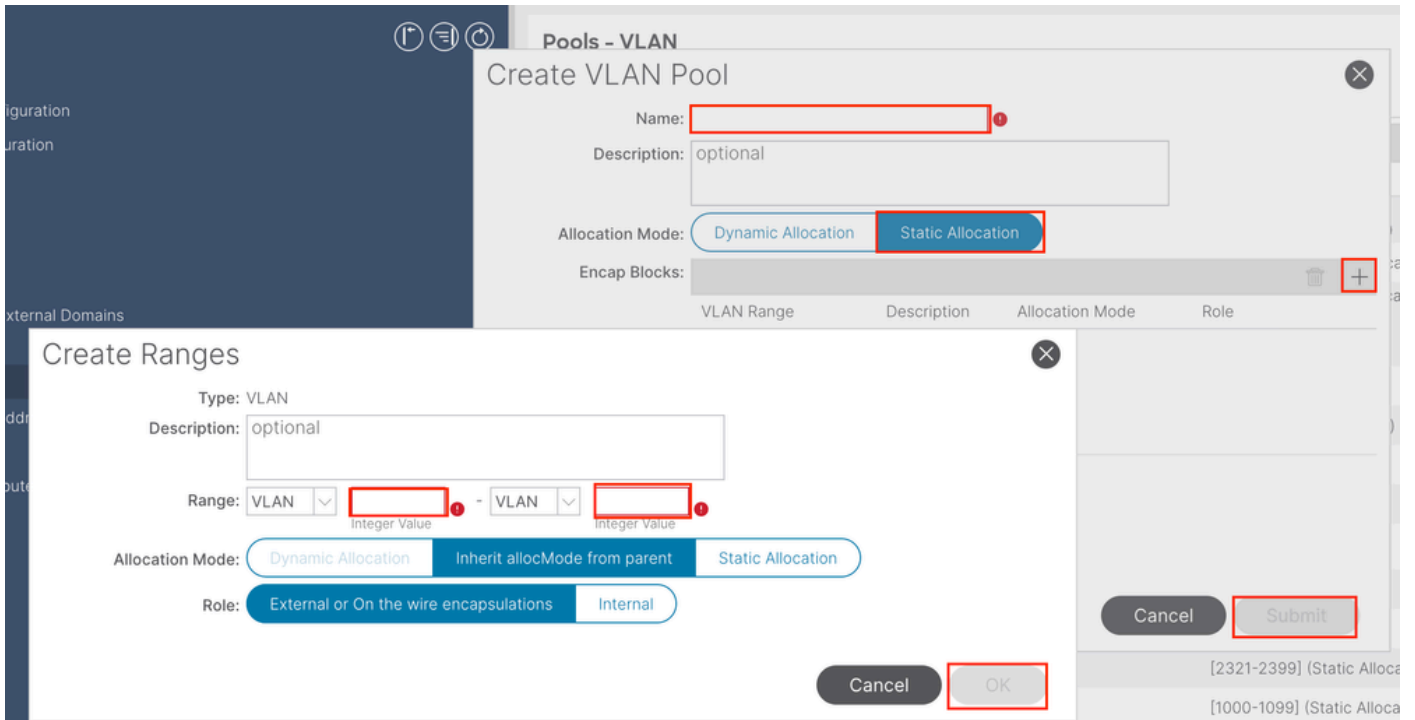 Pools - VLAN
Create VLAN Pool
Name:
Description: optional
Allocation Mode: Dynamic Allocation Static Allocation
Encap Blocks:
VLAN Range Description Allocation Mode Role
iguration
uration
xternal Domains
ddr
oute
Create Ranges
Type: VLAN
Description: optional
Range: VLAN - VLAN
Integer Value Integer Value
Allocation Mode: Dynamic Allocation Inherit allocMode from parent Static Allocation
Role: External or On the wire encapsulations Internal
Cancel OK
Cancel Submit
[2321-2399] (Static Alloca
[1000-1099] (Static Alloca